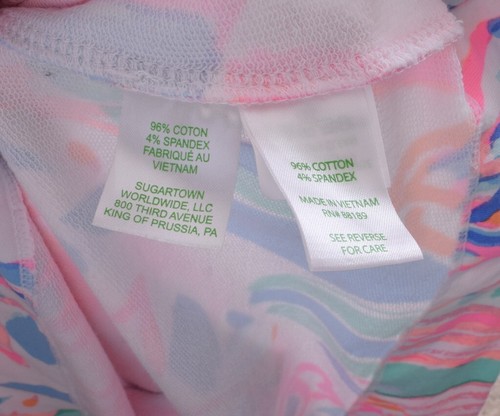 96% COTON
4% SPANDEX
FABRIQUÉ AU
VIETNAM
SUGARTOWN
WORLDWIDE, LLC
800 THIRD AVENUE
KING OF PRUSSIA, PA
96% COTTON
4% SPANDEX
MADE IN VIETNAM
RN# 88189
SEE REVERSE
FOR CARE